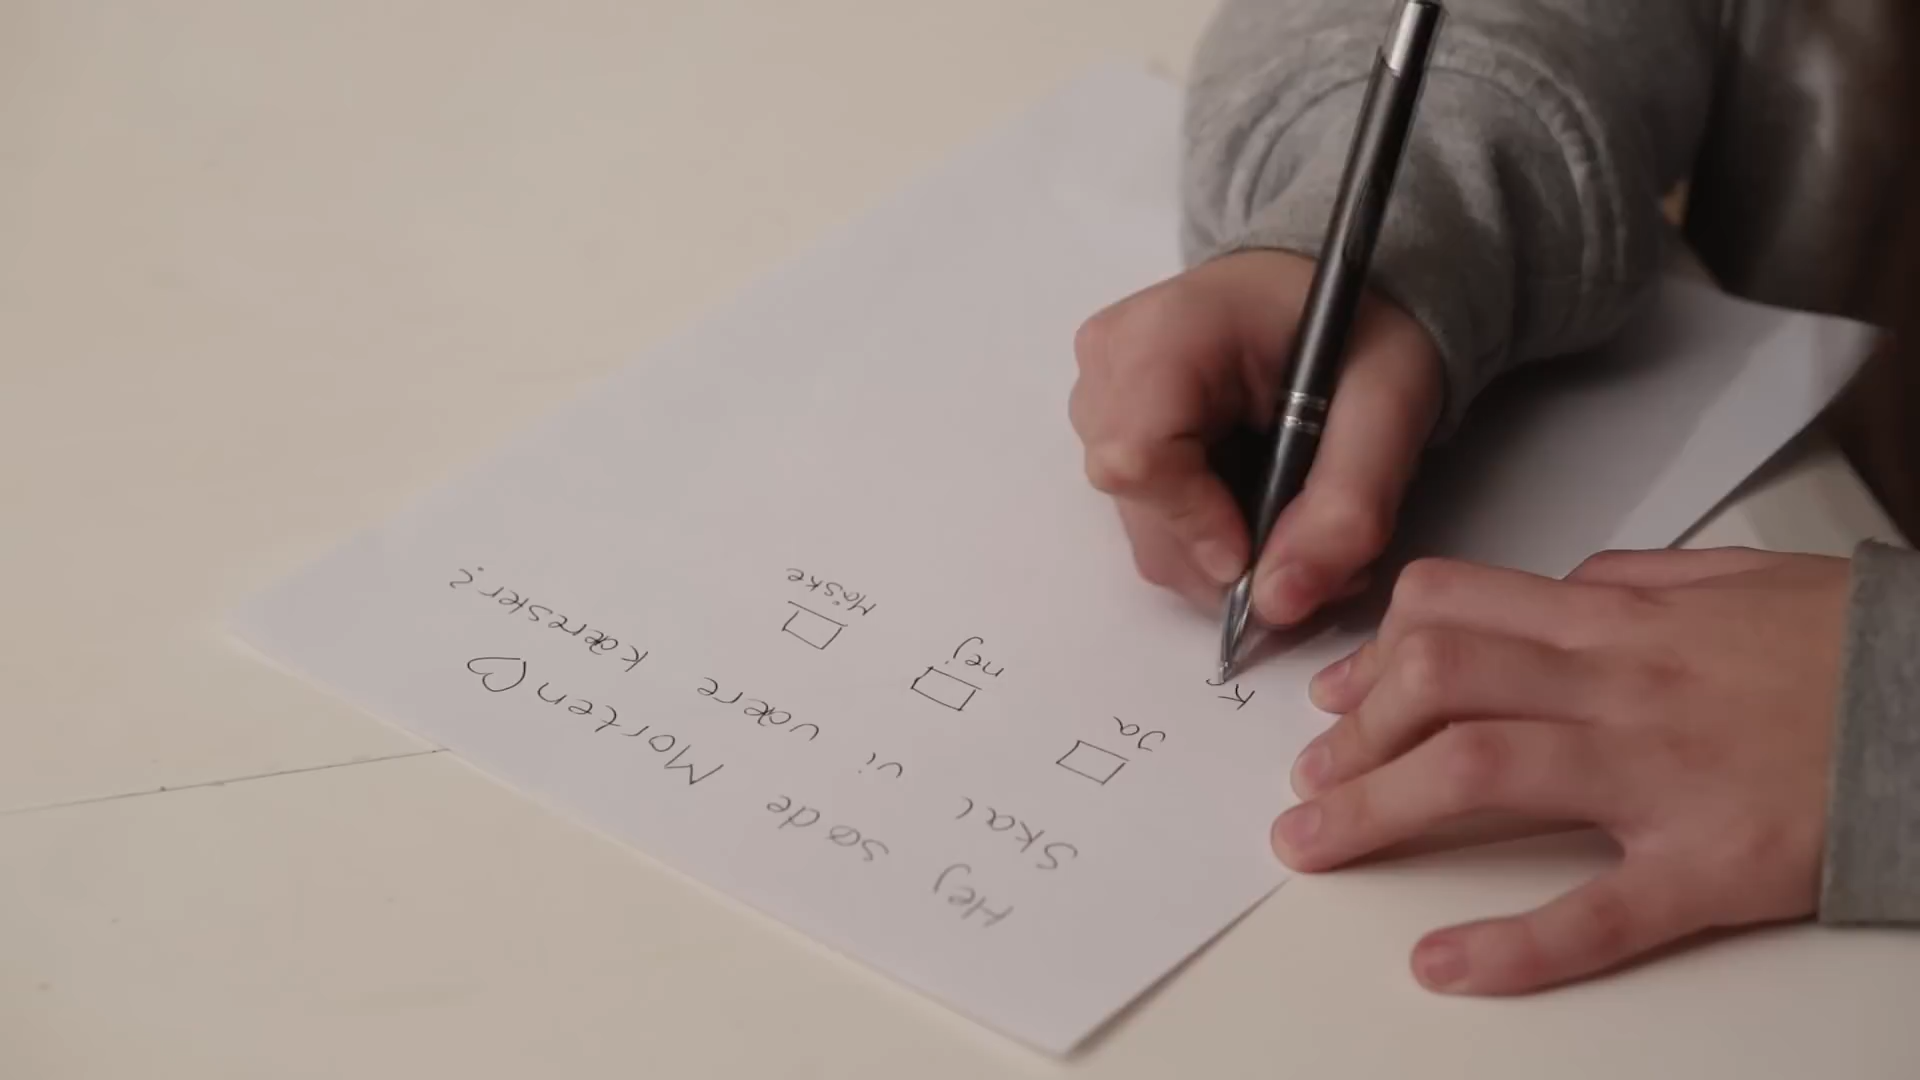 Hej søde Morten ♡
Skal vi være kærester?
Ja nej Måske
K